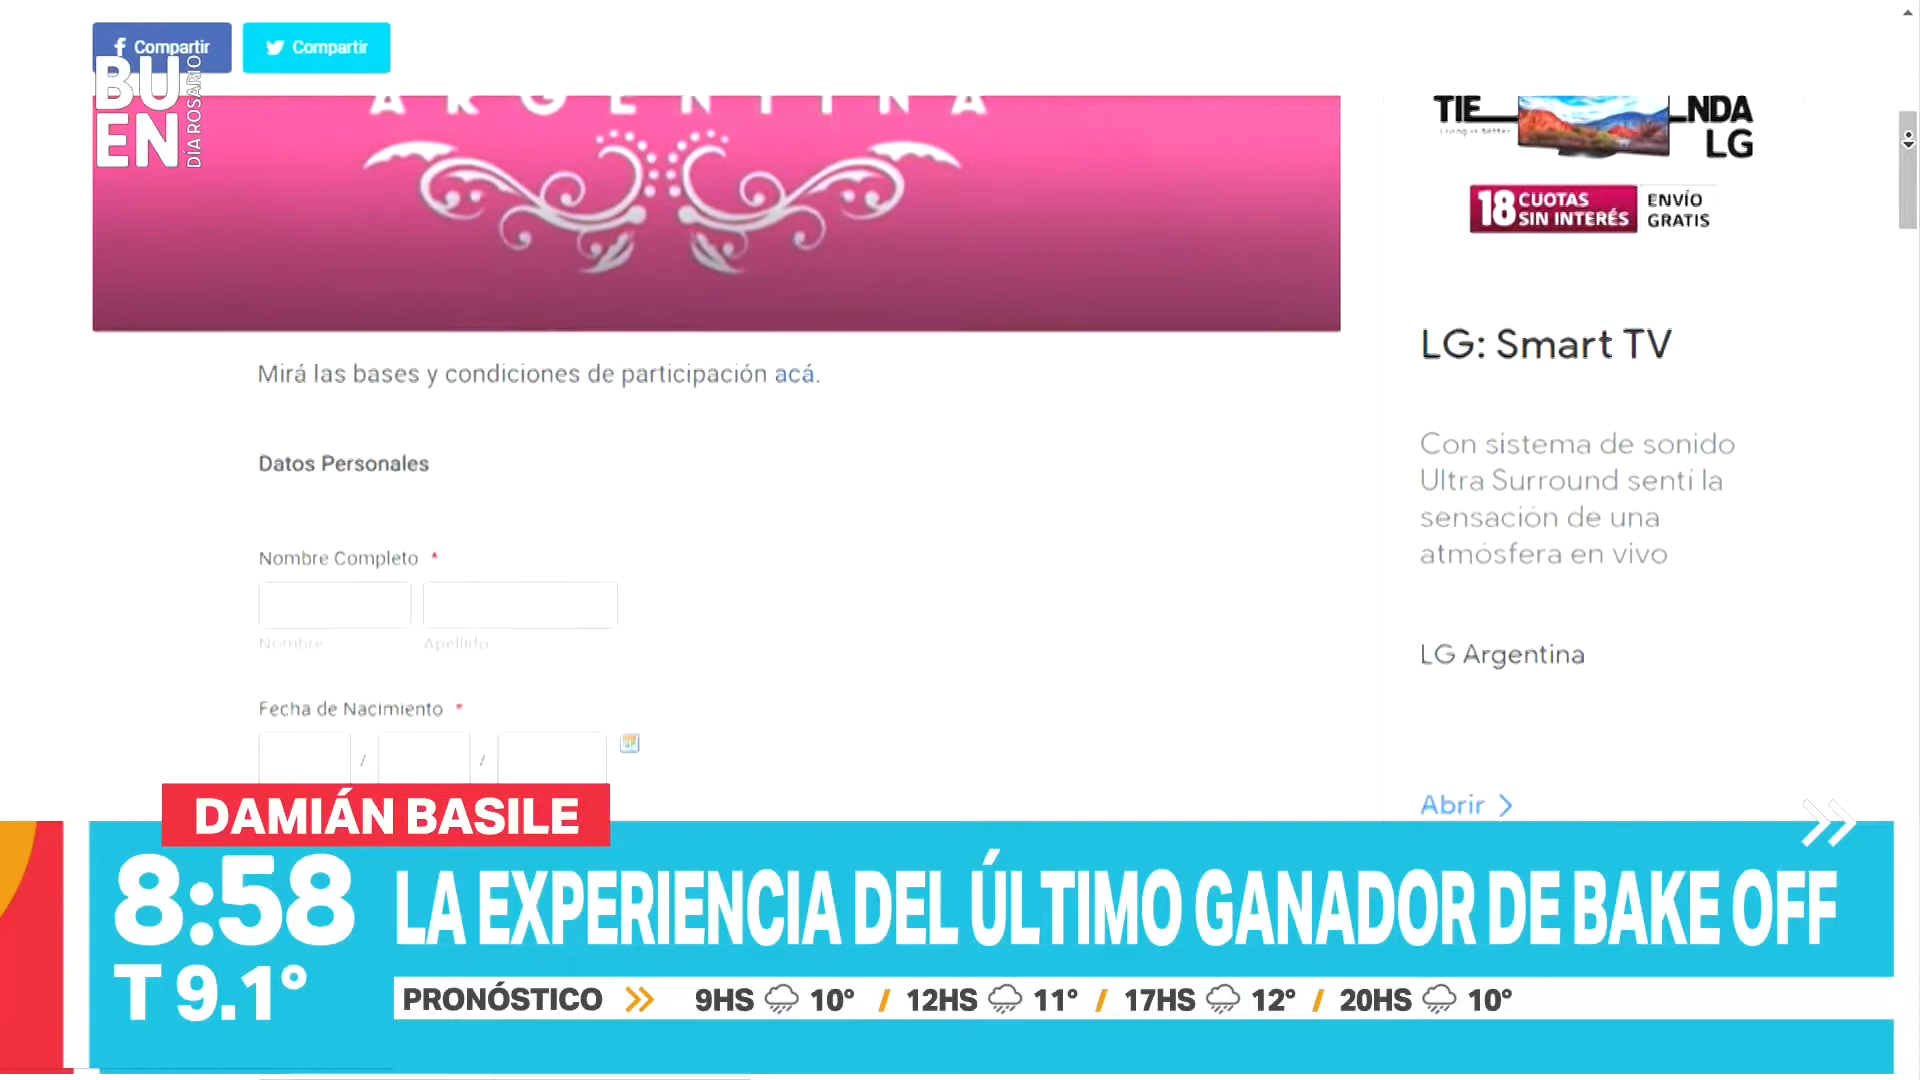 Compartir
Compartir
BUEN
DÍA ROSARIO
ARGENTINA
TIENDA
LG
18 CUOTAS SIN INTERÉS
ENVÍO GRATIS
Mirá las bases y condiciones de participación acá.
Datos Personales
Nombre Completo *
Nombre
Apellido
Fecha de Nacimiento *
/ /
LG: Smart TV
Con sistema de sonido
Ultra Surround sentí la
sensación de una
atmósfera en vivo
LG Argentina
Abrir
DAMIÁN BASILE
8:58
LA EXPERIENCIA DEL ÚLTIMO GANADOR DE BAKE OFF
T 9.1°
PRONÓSTICO 9HS 10° / 12HS 11° / 17HS 12° / 20HS 10°